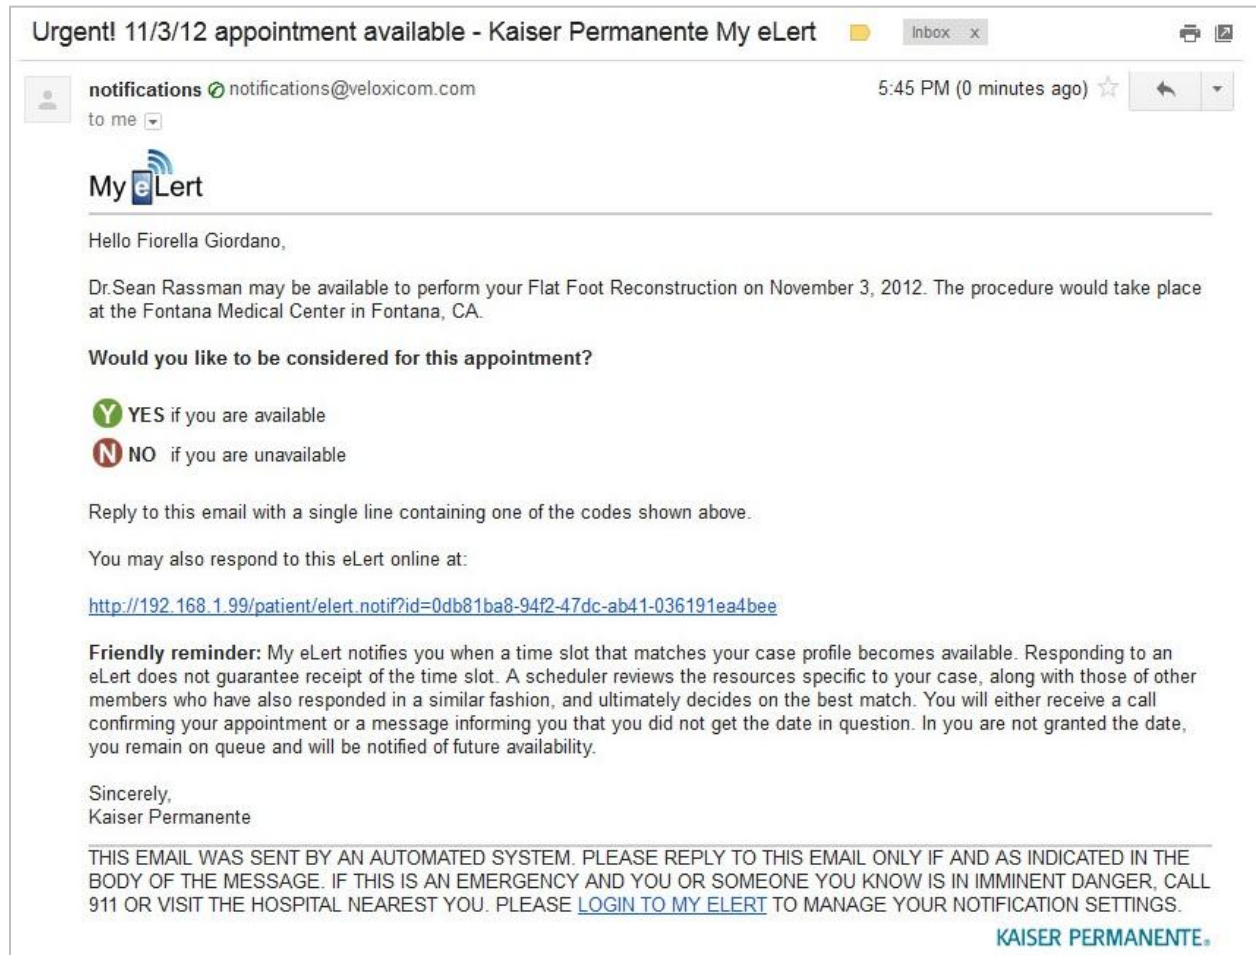 Urgent! 11/3/12 appointment available - Kaiser Permanente My eLert Inbox x
notifications notifications@veloxicom.com 5:45 PM (0 minutes ago)
to me
My eLert
Hello Fiorella Giordano,
Dr.Sean Rassman may be available to perform your Flat Foot Reconstruction on November 3, 2012. The procedure would take place
at the Fontana Medical Center in Fontana, CA.
Would you like to be considered for this appointment?
Y YES if you are available
N NO if you are unavailable
Reply to this email with a single line containing one of the codes shown above.
You may also respond to this eLert online at:
http://192.168.1.99/patient/elert.notif?id=0db81ba8-94f2-47dc-ab41-036191ea4bee
Friendly reminder: My eLert notifies you when a time slot that matches your case profile becomes available. Responding to an
eLert does not guarantee receipt of the time slot. A scheduler reviews the resources specific to your case, along with those of other
members who have also responded in a similar fashion, and ultimately decides on the best match. You will either receive a call
confirming your appointment or a message informing you that you did not get the date in question. In you are not granted the date,
you remain on queue and will be notified of future availability.
Sincerely,
Kaiser Permanente
THIS EMAIL WAS SENT BY AN AUTOMATED SYSTEM. PLEASE REPLY TO THIS EMAIL ONLY IF AND AS INDICATED IN THE
BODY OF THE MESSAGE. IF THIS IS AN EMERGENCY AND YOU OR SOMEONE YOU KNOW IS IN IMMINENT DANGER, CALL
911 OR VISIT THE HOSPITAL NEAREST YOU. PLEASE LOGIN TO MY ELERT TO MANAGE YOUR NOTIFICATION SETTINGS.
KAISER PERMANENTE®